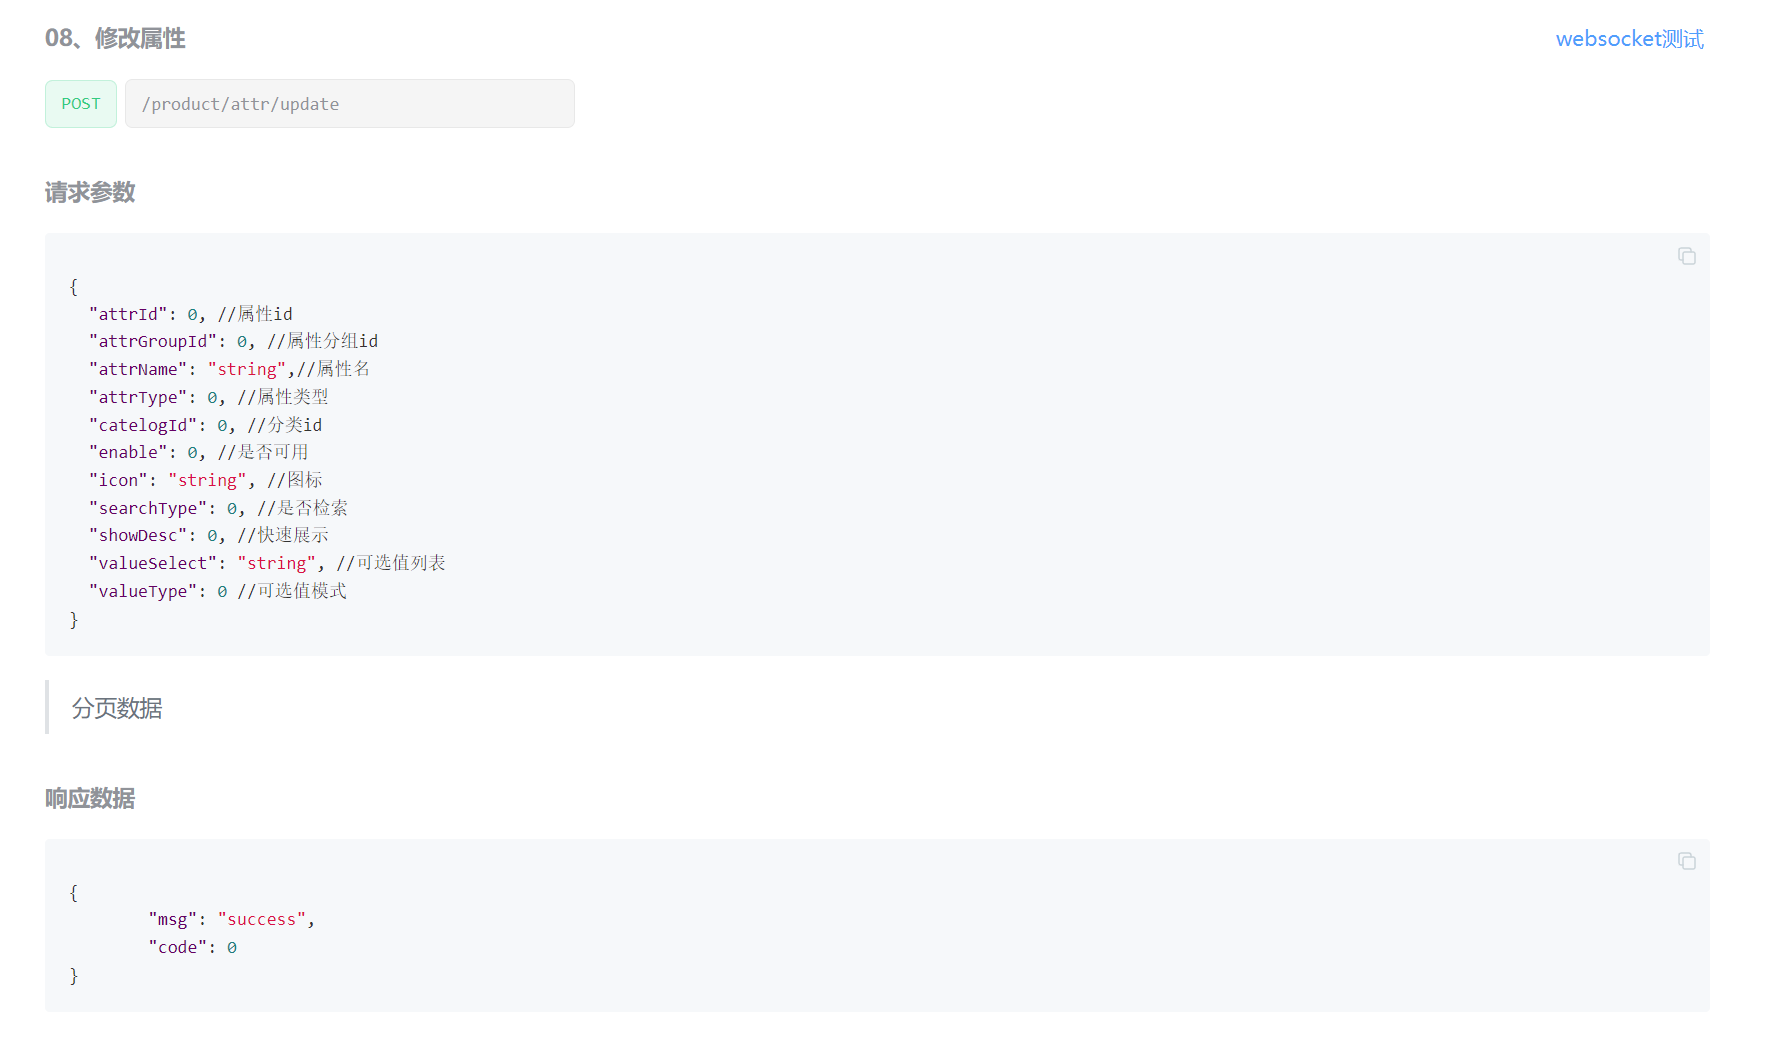 08、修改属性
websocket测试
POST
/product/attr/update
请求参数
{
"attrId": 0, //属性id
"attrGroupId": 0, //属性分组id
"attrName": "string",//属性名
"attrType": 0, //属性类型
"catelogId": 0, //分类id
"enable": 0, //是否可用
"icon": "string", //图标
"searchType": 0, //是否检索
"showDesc": 0, //快速展示
"valueSelect": "string", //可选值列表
"valueType": 0 //可选值模式
}
分页数据
响应数据
{
"msg": "success",
"code": 0
}